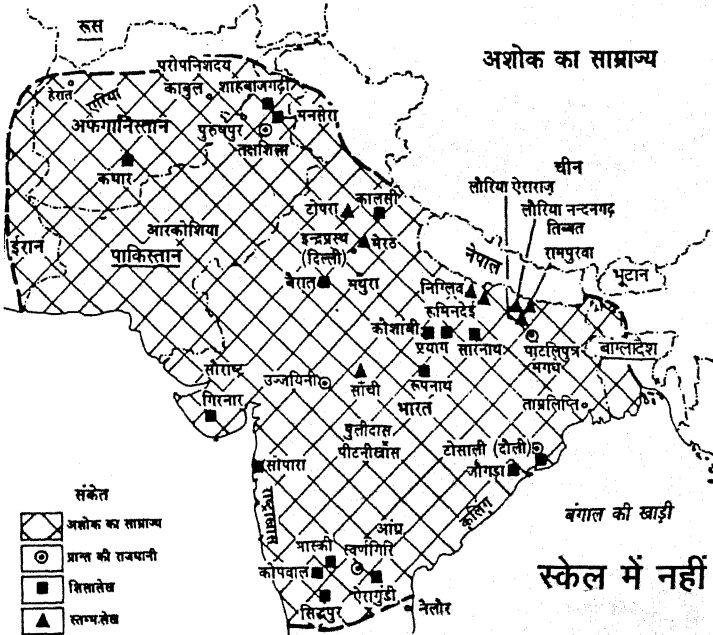 रूस
अशोक का साम्राज्य
परोपनिशदय
हेरात
एरिया
काबुल
शाहबाजगढ़ी
अफगानिस्तान
मनसेरा
पुरुषपुर
तक्षशिला
कंधार
चीन
लौरिया ऐराराज
लौरिया नन्दनगढ़
तिब्बत
रामपुरवा
टोपरा
कालसी
आरकोशिया
इन्द्रप्रस्थ
(दिल्ली)
मेरठ
ईरान
पाकिस्तान
नेपाल
भूटान
बैरात
मथुरा
निग्लिव
रूमिनदेई
कौशाबी
प्रयाग
सारनाथ
पाटलिपुत्र
मगध
बांग्लादेश
सौराष्ट्र
उज्जयिनी
साँची
रूपनाथ
गिरनार
भारत
ताम्रलिप्ति
पुलीदास
पीटनीखाँस
टोसाली (दौली)
जौगड़ा
सोपारा
कलिंग
बंगाल की खाड़ी
आंध्र
मास्की
स्वर्णगिरि
कोपवाल
ऐरागुंडी
सिद्धपुर
नेलौर
स्केल में नहीं
संकेत
अशोक का साम्राज्य
प्रान्त की राजधानी
शिलालेख
स्तम्भ लेख